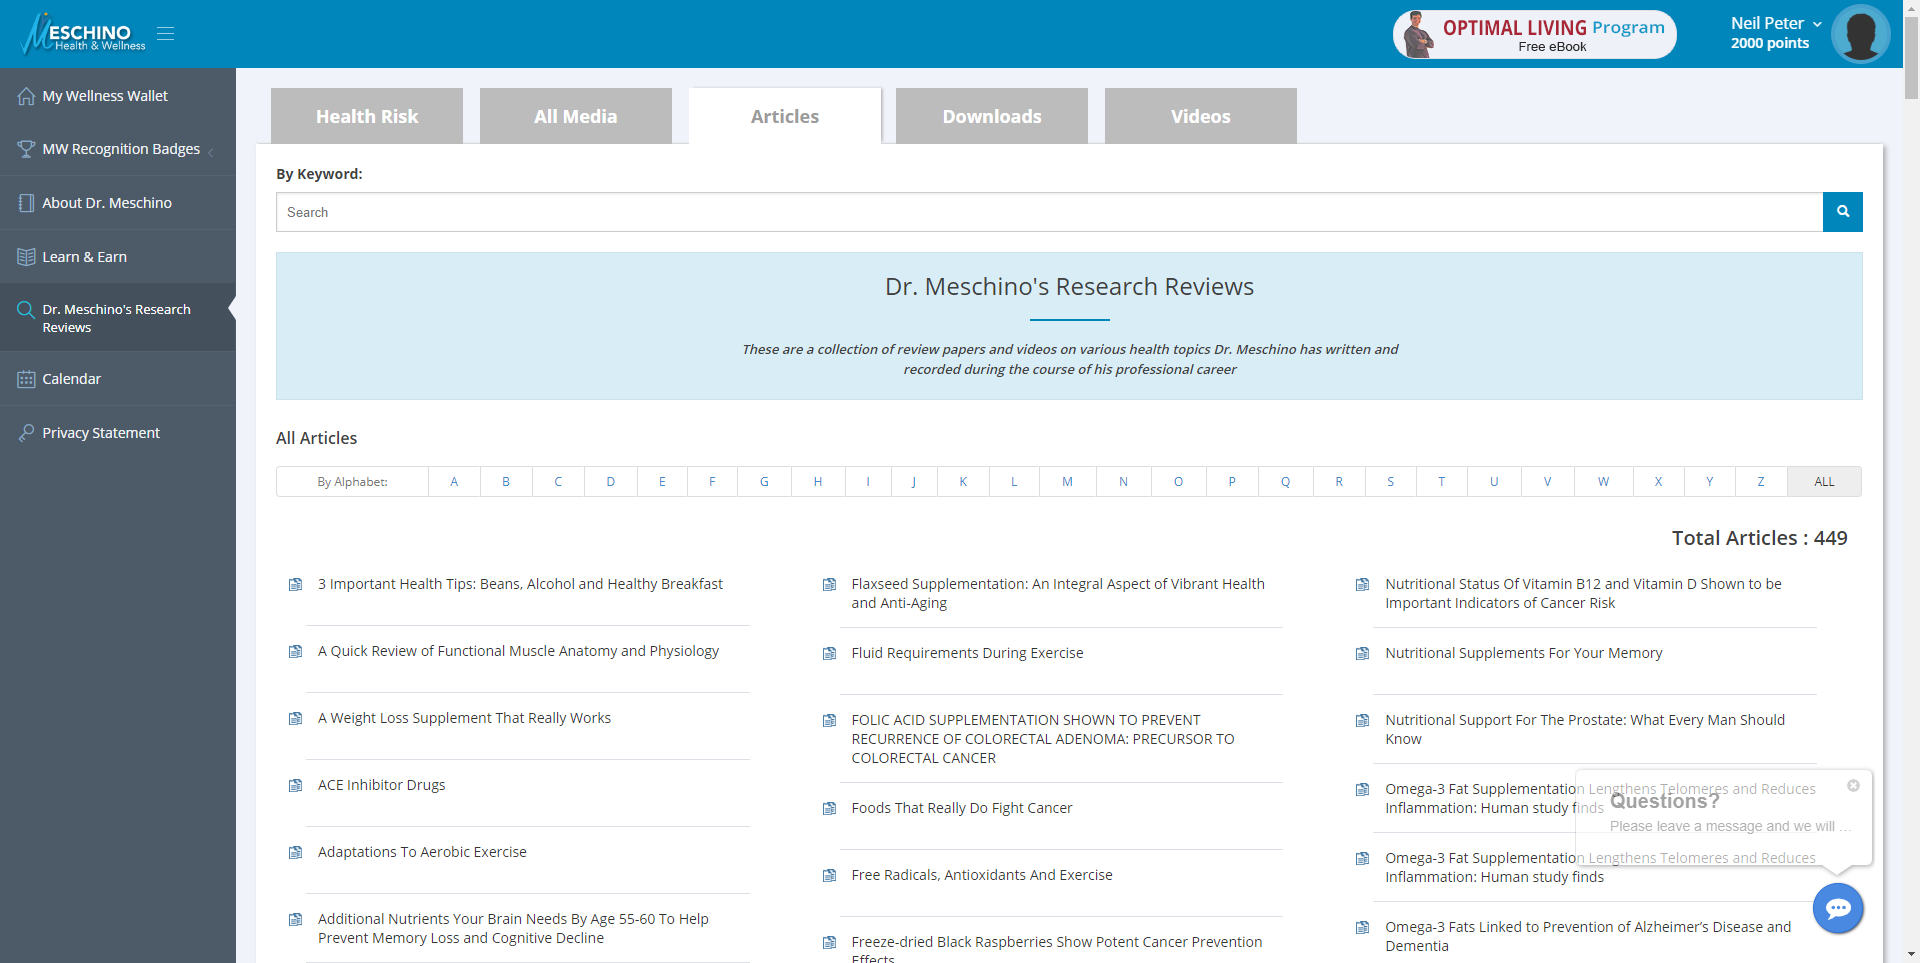 MESCHINO
Health & Wellness
OPTIMAL LIVING Program
Free eBook
Neil Peter
2000 points
My Wellness Wallet
MW Recognition Badges
About Dr. Meschino
Learn & Earn
Dr. Meschino's Research
Reviews
Calendar
Privacy Statement
Health Risk
All Media
Articles
Downloads
Videos
By Keyword:
Search
Dr. Meschino's Research Reviews
These are a collection of review papers and videos on various health topics Dr. Meschino has written and
recorded during the course of his professional career
All Articles
By Alphabet: A B C D E F G H I J K L M N O P Q R S T U V W X Y Z ALL
Total Articles : 449
3 Important Health Tips: Beans, Alcohol and Healthy Breakfast
A Quick Review of Functional Muscle Anatomy and Physiology
A Weight Loss Supplement That Really Works
ACE Inhibitor Drugs
Adaptations To Aerobic Exercise
Additional Nutrients Your Brain Needs By Age 55-60 To Help
Prevent Memory Loss and Cognitive Decline
Flaxseed Supplementation: An Integral Aspect of Vibrant Health
and Anti-Aging
Fluid Requirements During Exercise
FOLIC ACID SUPPLEMENTATION SHOWN TO PREVENT
RECURRENCE OF COLORECTAL ADENOMA: PRECURSOR TO
COLORECTAL CANCER
Foods That Really Do Fight Cancer
Free Radicals, Antioxidants And Exercise
Freeze-dried Black Raspberries Show Potent Cancer Prevention
Effects
Nutritional Status Of Vitamin B12 and Vitamin D Shown to be
Important Indicators of Cancer Risk
Nutritional Supplements For Your Memory
Nutritional Support For The Prostate: What Every Man Should
Know
Omega-3 Fat Supplementation Lengthens Telomeres and Reduces
Inflammation: Human study finds
Omega-3 Fat Supplementation Lengthens Telomeres and Reduces
Inflammation: Human study finds
Omega-3 Fats Linked to Prevention of Alzheimer’s Disease and
Dementia
Questions?
Please leave a message and we will ...